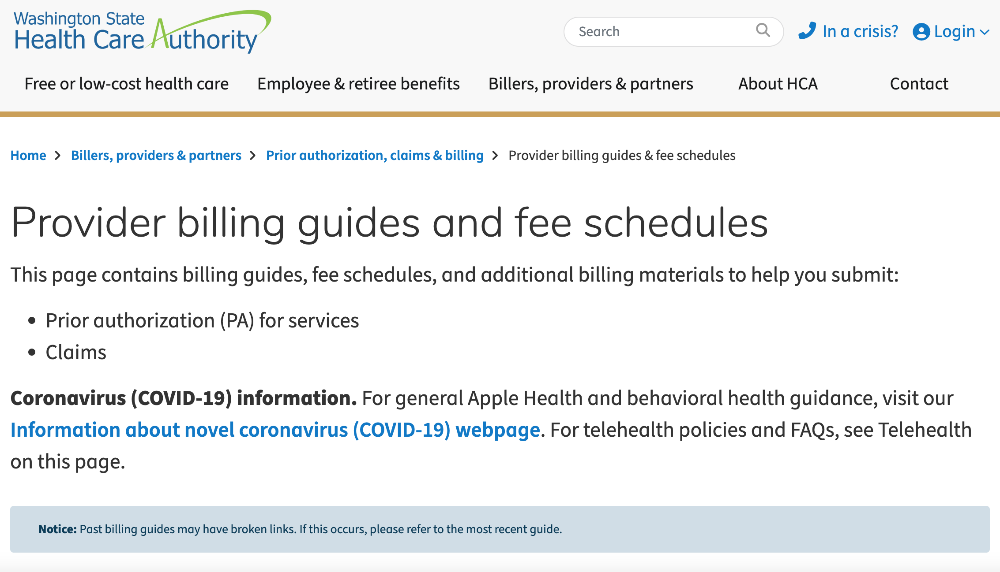 Washington State
Health Care Authority
Search
In a crisis?
Login
Free or low-cost health care
Employee & retiree benefits
Billers, providers & partners
About HCA
Contact
Home > Billers, providers & partners > Prior authorization, claims & billing > Provider billing guides & fee schedules
Provider billing guides and fee schedules
This page contains billing guides, fee schedules, and additional billing materials to help you submit:
• Prior authorization (PA) for services
• Claims
Coronavirus (COVID-19) information. For general Apple Health and behavioral health guidance, visit our
Information about novel coronavirus (COVID-19) webpage. For telehealth policies and FAQs, see Telehealth
on this page.
Notice: Past billing guides may have broken links. If this occurs, please refer to the most recent guide.